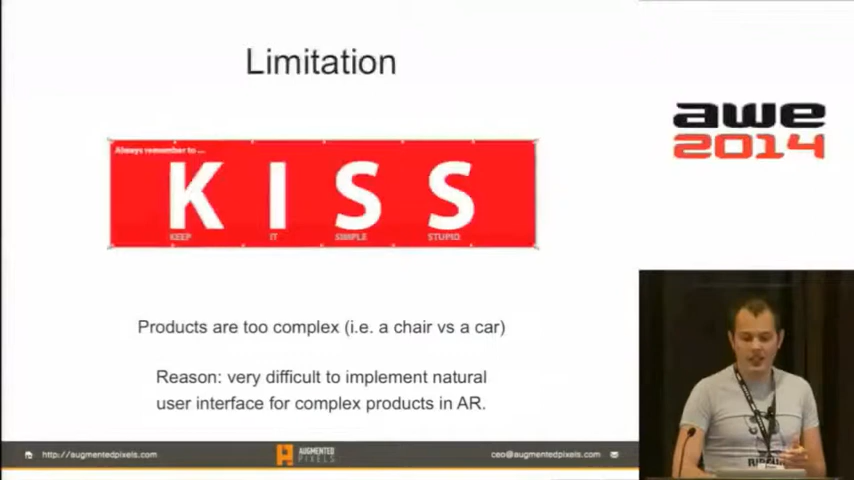 Limitation
Always remember to ...
K I S S
KEEP IT SIMPLE STUPID
Products are too complex (i.e. a chair vs a car)
Reason: very difficult to implement natural
user interface for complex products in AR.
http://augmentedpixels.com
AUGMENTED
PIXELS
ceo@augmentedpixels.com
awe
2014